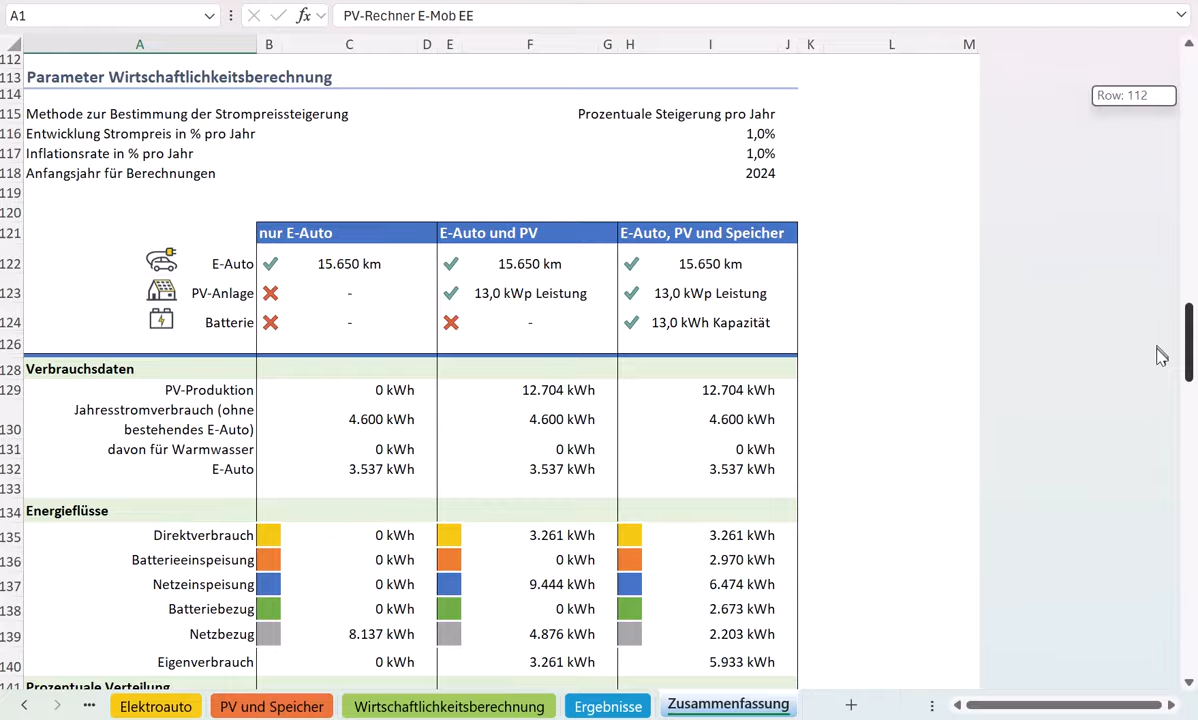 A1 fx PV-Rechner E-Mob EE
A B C D E F G H I J K L M
112
113 Parameter Wirtschaftlichkeitsberechnung
Row: 112
114
115 Methode zur Bestimmung der Strompreissteigerung Prozentuale Steigerung pro Jahr
116 Entwicklung Strompreis in % pro Jahr 1,0%
117 Inflationsrate in % pro Jahr 1,0%
118 Anfangsjahr für Berechnungen 2024
119
120
121 nur E-Auto E-Auto und PV E-Auto, PV und Speicher
122 E-Auto 15.650 km 15.650 km 15.650 km
123 PV-Anlage - 13,0 kWp Leistung 13,0 kWp Leistung
124 Batterie - - 13,0 kWh Kapazität
126
128 Verbrauchsdaten
129 PV-Produktion 0 kWh 12.704 kWh 12.704 kWh
Jahresstromverbrauch (ohne
130 bestehendes E-Auto) 4.600 kWh 4.600 kWh 4.600 kWh
131 davon für Warmwasser 0 kWh 0 kWh 0 kWh
132 E-Auto 3.537 kWh 3.537 kWh 3.537 kWh
133
134 Energieflüsse
135 Direktverbrauch 0 kWh 3.261 kWh 3.261 kWh
136 Batterieeinspeisung 0 kWh 0 kWh 2.970 kWh
137 Netzeinspeisung 0 kWh 9.444 kWh 6.474 kWh
138 Batteriebezug 0 kWh 0 kWh 2.673 kWh
139 Netzbezug 8.137 kWh 4.876 kWh 2.203 kWh
140 Eigenverbrauch 0 kWh 3.261 kWh 5.933 kWh
141 Prozentuale Verteilung
Elektroauto PV und Speicher Wirtschaftlichkeitsberechnung Ergebnisse Zusammenfassung